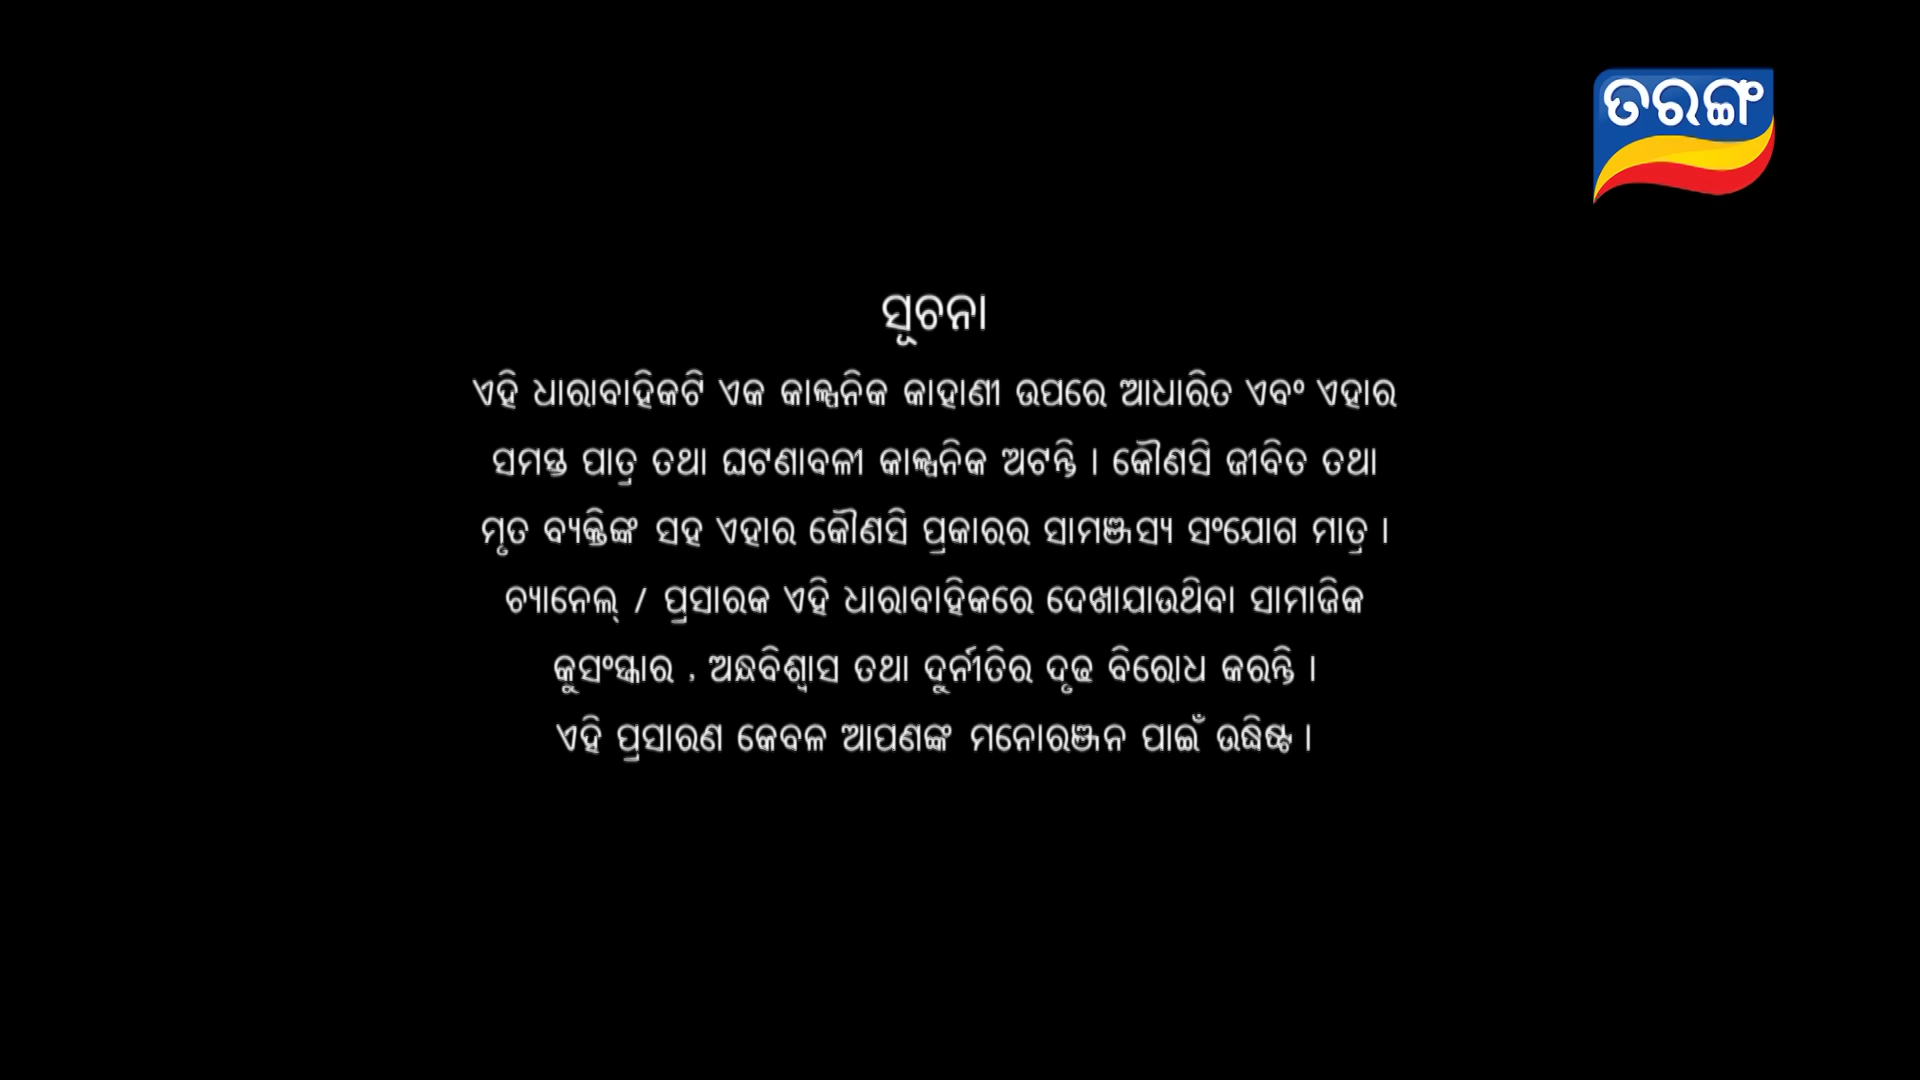 ତରଙ୍ଗ
ସୂଚନା
ଏହି ଧାରାବାହିକଟି ଏକ କାଳ୍ପନିକ କାହାଣୀ ଉପରେ ଆଧାରିତ ଏବଂ ଏହାର
ସମସ୍ତ ପାତ୍ର ତଥା ଘଟଣାବଳୀ କାଳ୍ପନିକ ଅଟନ୍ତି । କୌଣସି ଜୀବିତ ତଥା
ମୃତ ବ୍ୟକ୍ତିଙ୍କ ସହ ଏହାର କୌଣସି ପ୍ରକାରର ସାମଞ୍ଜସ୍ୟ ସଂଯୋଗ ମାତ୍ର ।
ଚ୍ୟାନେଲ୍ / ପ୍ରସାରକ ଏହି ଧାରାବାହିକରେ ଦେଖାଯାଉଥିବା ସାମାଜିକ
କୁସଂସ୍କାର , ଅନ୍ଧବିଶ୍ୱାସ ତଥା ଦୁର୍ନୀତିର ଦୃଢ ବିରୋଧ କରନ୍ତି ।
ଏହି ପ୍ରସାରଣ କେବଳ ଆପଣଙ୍କ ମନୋରଞ୍ଜନ ପାଇଁ ଉଦ୍ଧିଷ୍ଟ ।